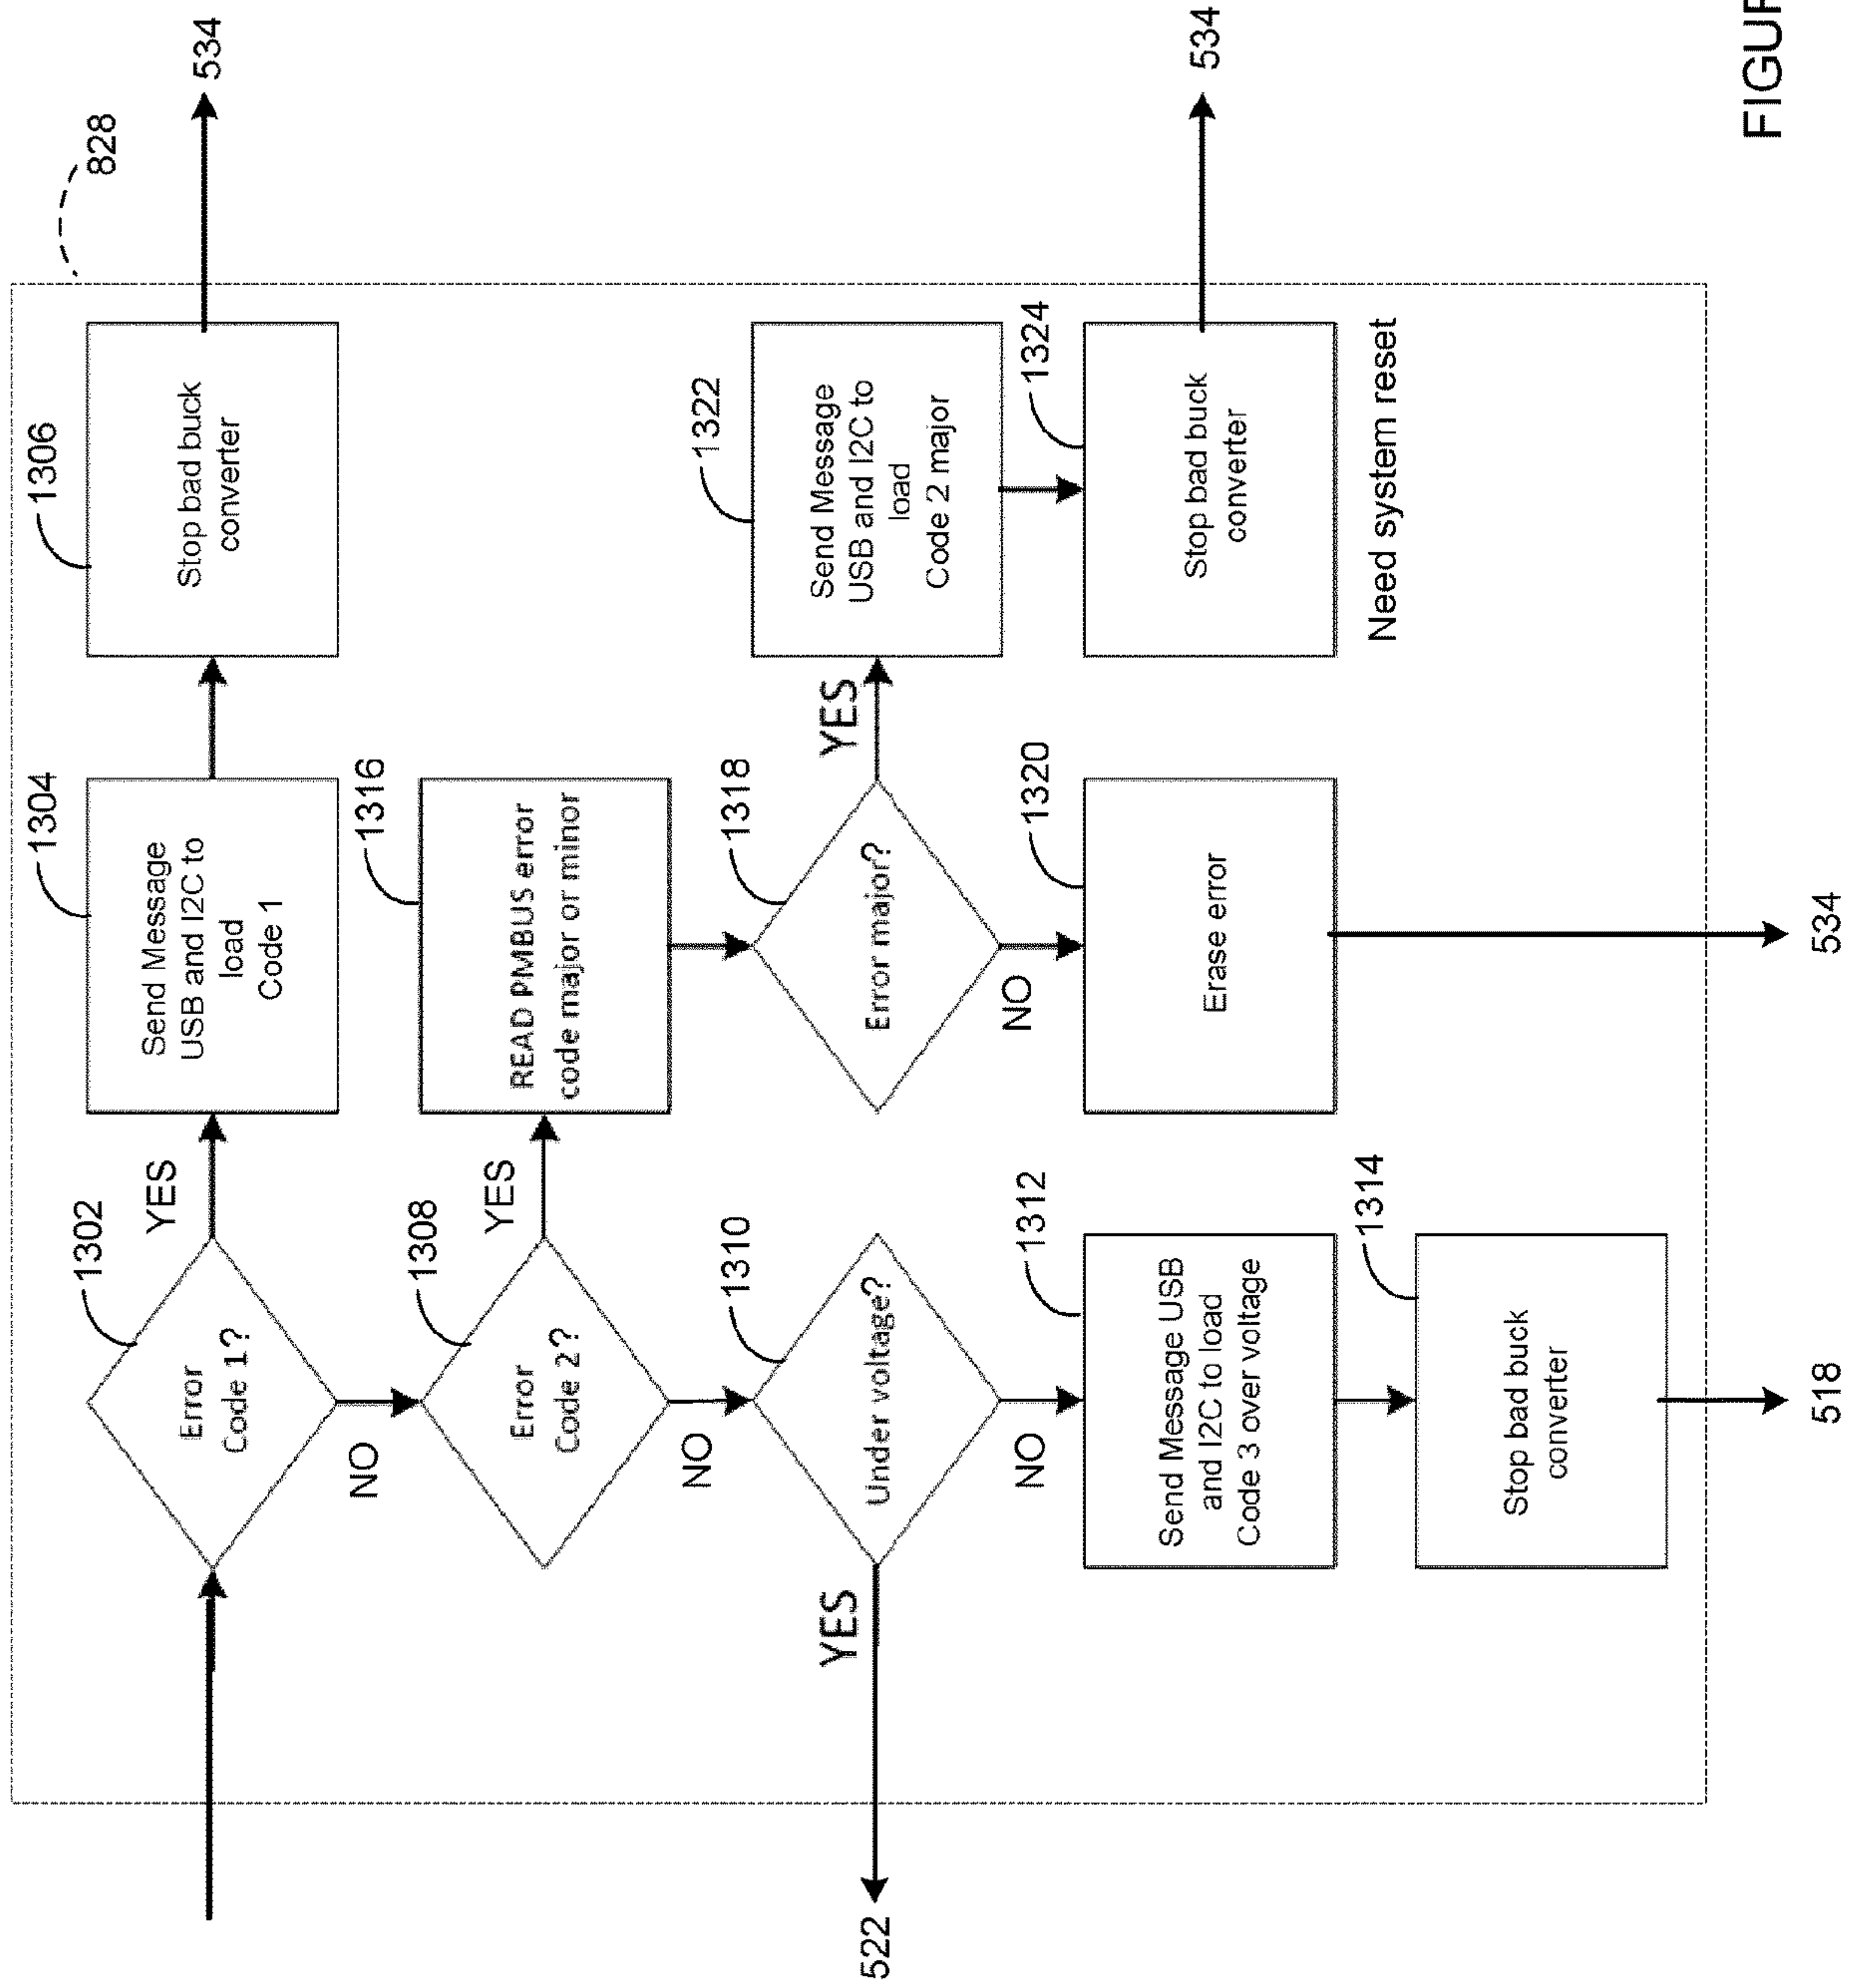 828
1302
Error
Code 1?
YES
1304
Send Message
USB and I2C to
load
Code 1
1306
Stop bad buck
converter
534
NO
1308
Error
Code 2?
YES
1316
READ PMBUS error
code major or minor
NO
1310
Under voltage?
YES
522
1318
Error major?
YES
1322
Send Message
USB and I2C to
load
Code 2 major
NO
1312
Send Message USB
and I2C to load
Code 3 over voltage
NO
1320
Erase error
534
1324
Stop bad buck
converter
534
Need system reset
1314
Stop bad buck
converter
518